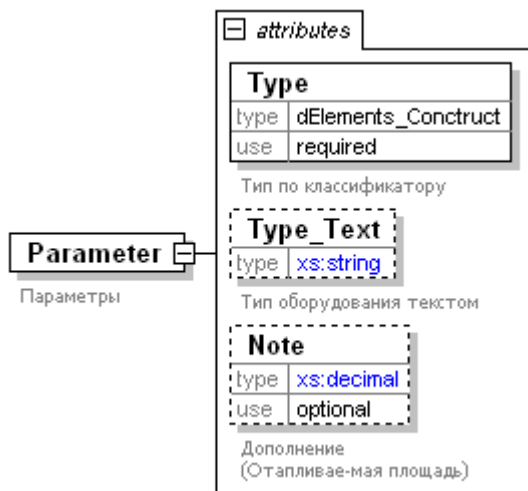 attributes
Type
type dElements_Conctruct
use required
Тип по классификатору
Type_Text
type xs:string
Тип оборудования текстом
Parameter
Параметры
Note
type xs:decimal
use optional
Дополнение
(Отапливае-мая площадь)